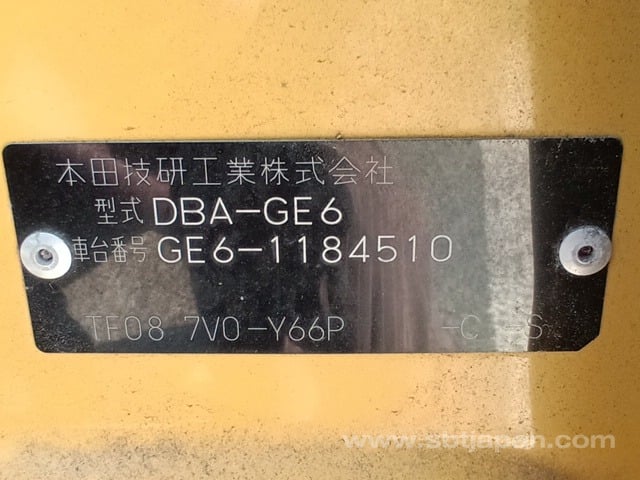 本田技研工業株式会社
型式 DBA-GE6
車台番号 GE6-1184510
TF08 7V0-Y66P -C -S
www.sbtjapan.com